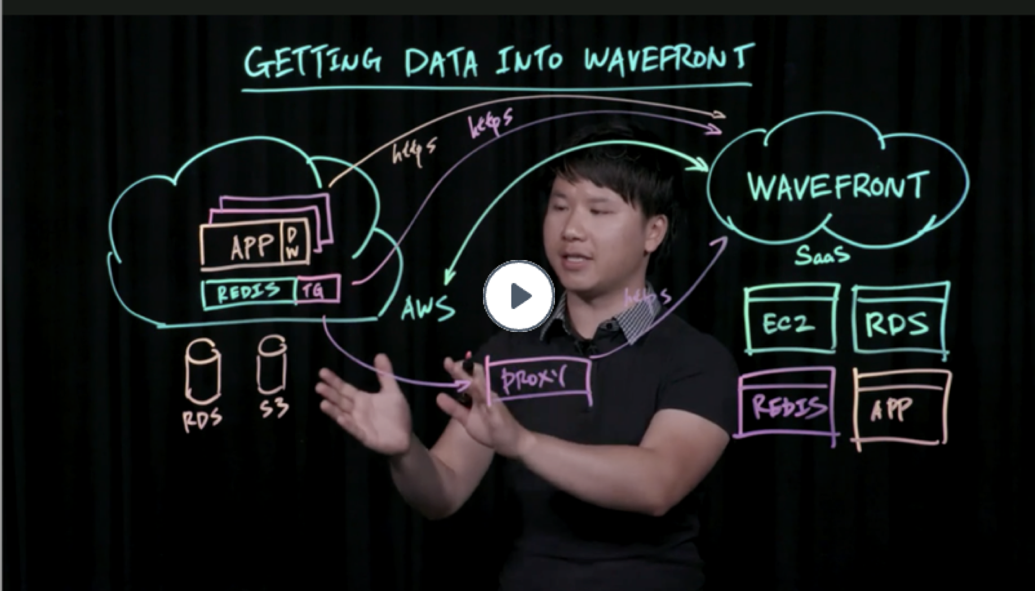 GETTING DATA INTO WAVEFRONT
https
https
WAVEFRONT
SaaS
APP
DW
REDIS
TG
AWS
https
EC2
RDS
RDS
S3
PROXY
REDIS
APP